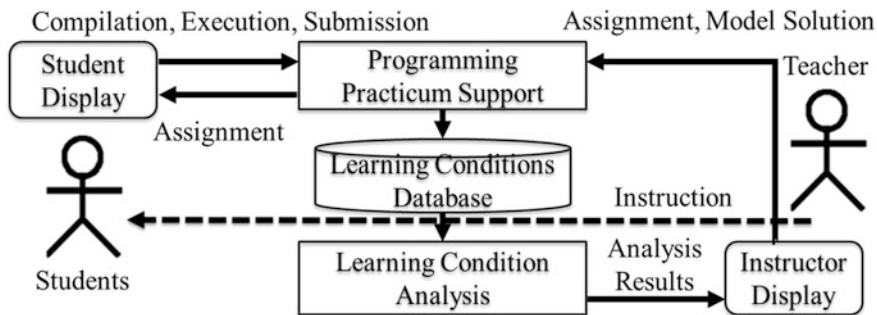 Compilation, Execution, Submission
Assignment, Model Solution
Student
Display
Programming
Practicum Support
Teacher
Assignment
Learning Conditions
Database
Instruction
Students
Learning Condition
Analysis
Analysis
Results
Instructor
Display